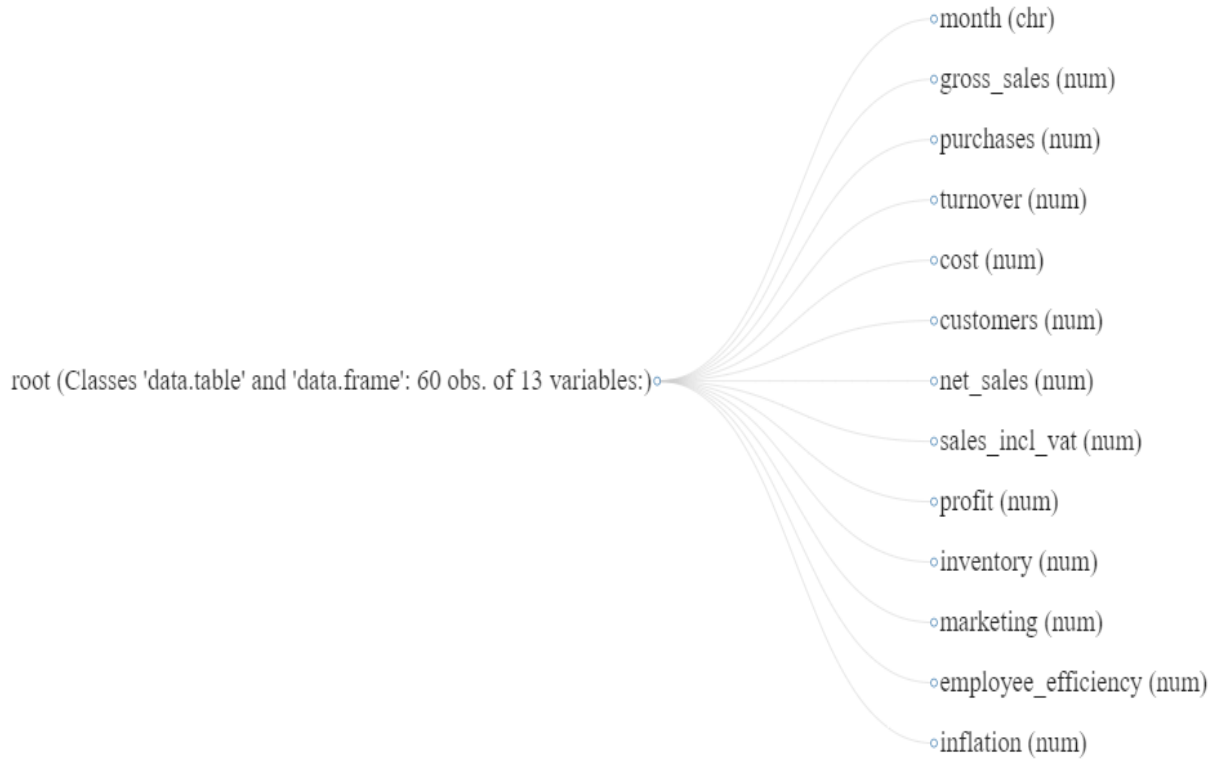 month (chr)
gross_sales (num)
purchases (num)
turnover (num)
cost (num)
customers (num)
root (Classes 'data.table' and 'data.frame': 60 obs. of 13 variables:)
net_sales (num)
sales_incl_vat (num)
profit (num)
inventory (num)
marketing (num)
employee_efficiency (num)
inflation (num)